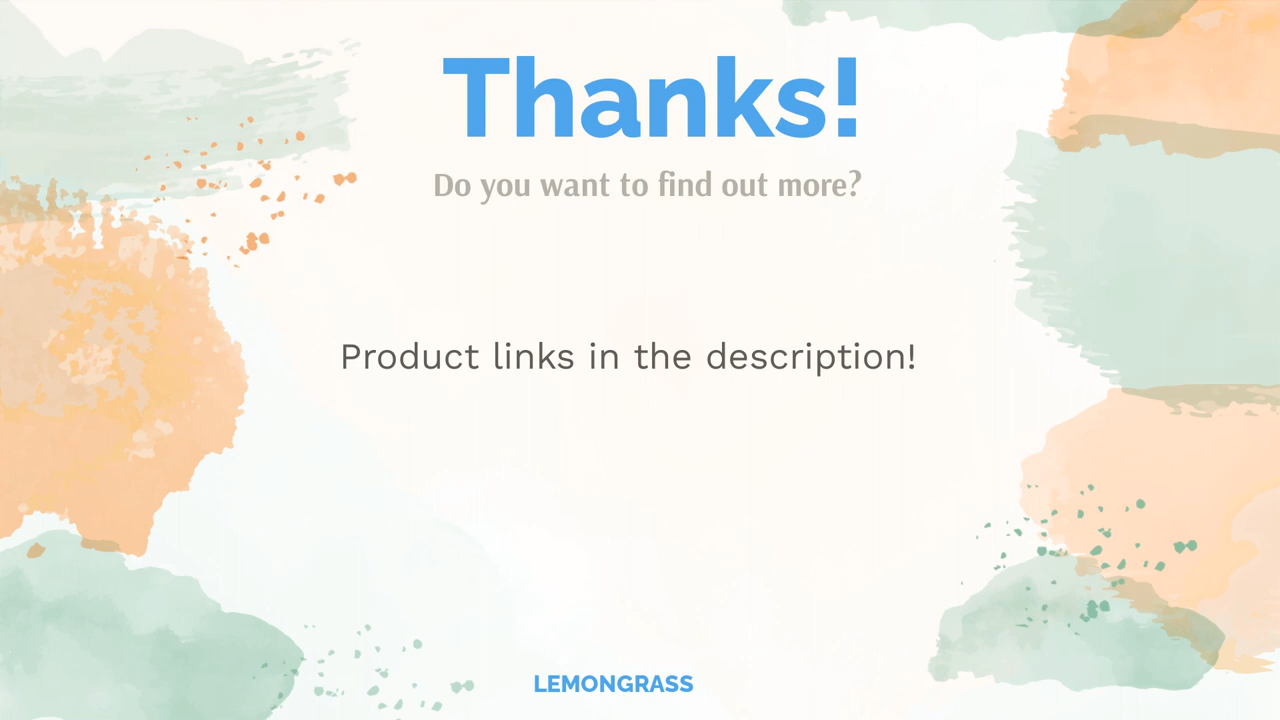 Thanks!
Do you want to find out more?
Product links in the description!
LEMONGRASS